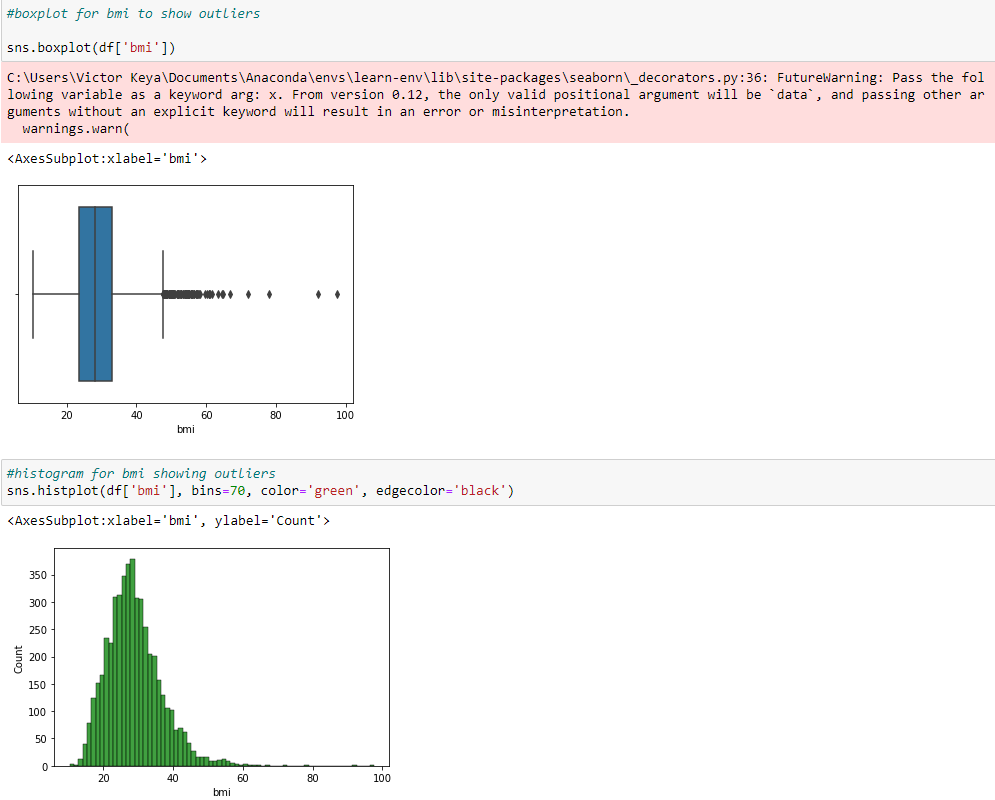 #boxplot for bmi to show outliers
sns.boxplot(df['bmi'])
C:\Users\Victor Keya\Documents\Anaconda\envs\learn-env\lib\site-packages\seaborn\_decorators.py:36: FutureWarning: Pass the fol
lowing variable as a keyword arg: x. From version 0.12, the only valid positional argument will be `data`, and passing other ar
guments without an explicit keyword will result in an error or misinterpretation.
warnings.warn(
<AxesSubplot:xlabel='bmi'>
20 40 60 80 100
bmi
#histogram for bmi showing outliers
sns.histplot(df['bmi'], bins=70, color='green', edgecolor='black')
<AxesSubplot:xlabel='bmi', ylabel='Count'>
350
300
250
200
Count
150
100
50
0
20 40 60 80 100
bmi